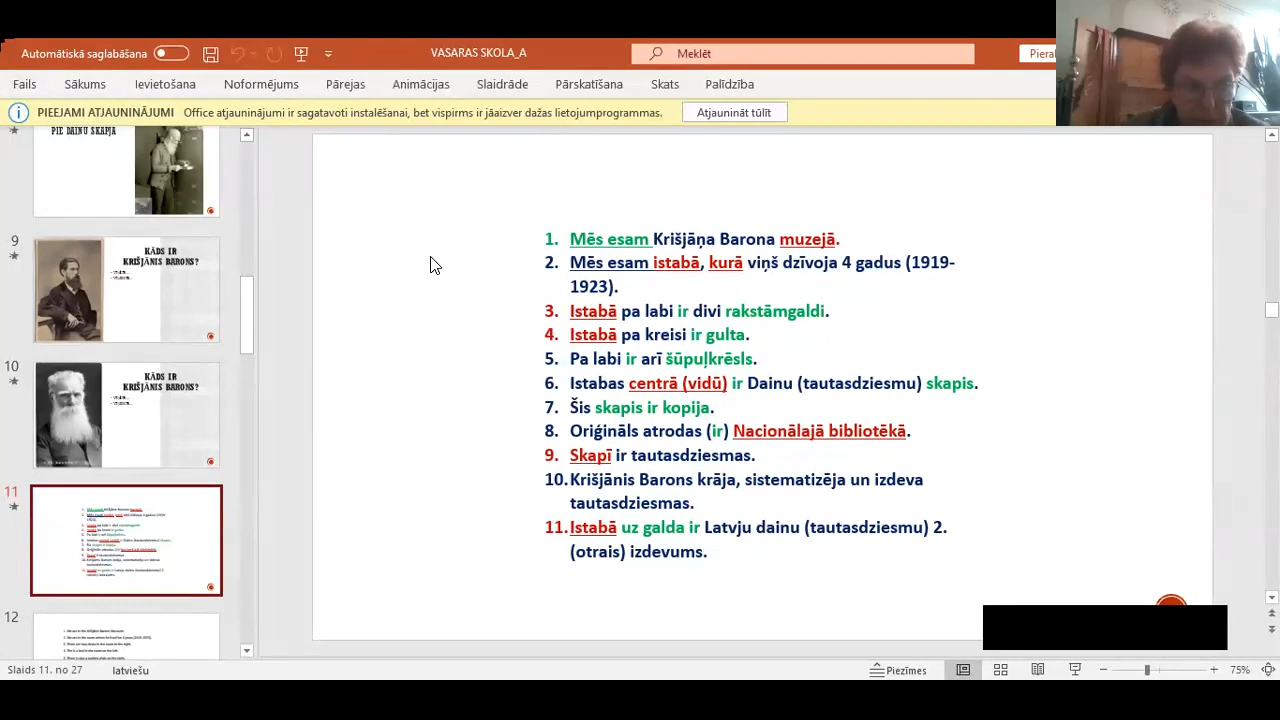 Automātiskā saglabāšana
VASARAS SKOLA_A
Meklēt
Fails Sākums Ievietošana Noformējums Pārejas Animācijas Slaidrāde Pārskatīšana Skats Palīdzība
PIEEJAMI ATJAUNINĀJUMI Office atjauninājumi ir sagatavoti instalēšanai, bet vispirms ir jāaizver dažas lietojumprogrammas. Atjaunināt tūlīt
PIE DAINU SKAPJA
9
KĀDS IR
KRIŠJĀNIS BARONS?
10
KĀDS IR
KRIŠJĀNIS BARONS?
11
12
1. Mēs esam Krišjāņa Barona muzejā.
2. Mēs esam istabā, kurā viņš dzīvoja 4 gadus (1919-
1923).
3. Istabā pa labi ir divi rakstāmgaldi.
4. Istabā pa kreisi ir gulta.
5. Pa labi ir arī šūpuļkrēsls.
6. Istabas centrā (vidū) ir Dainu (tautasdziesmu) skapis.
7. Šis skapis ir kopija.
8. Oriģināls atrodas (ir) Nacionālajā bibliotēkā.
9. Skapī ir tautasdziesmas.
10. Krišjānis Barons krāja, sistematizēja un izdeva
tautasdziesmas.
11. Istabā uz galda ir Latvju dainu (tautasdziesmu) 2.
(otrais) izdevums.
Slaids 11. no 27 latviešu
Piezīmes
75%